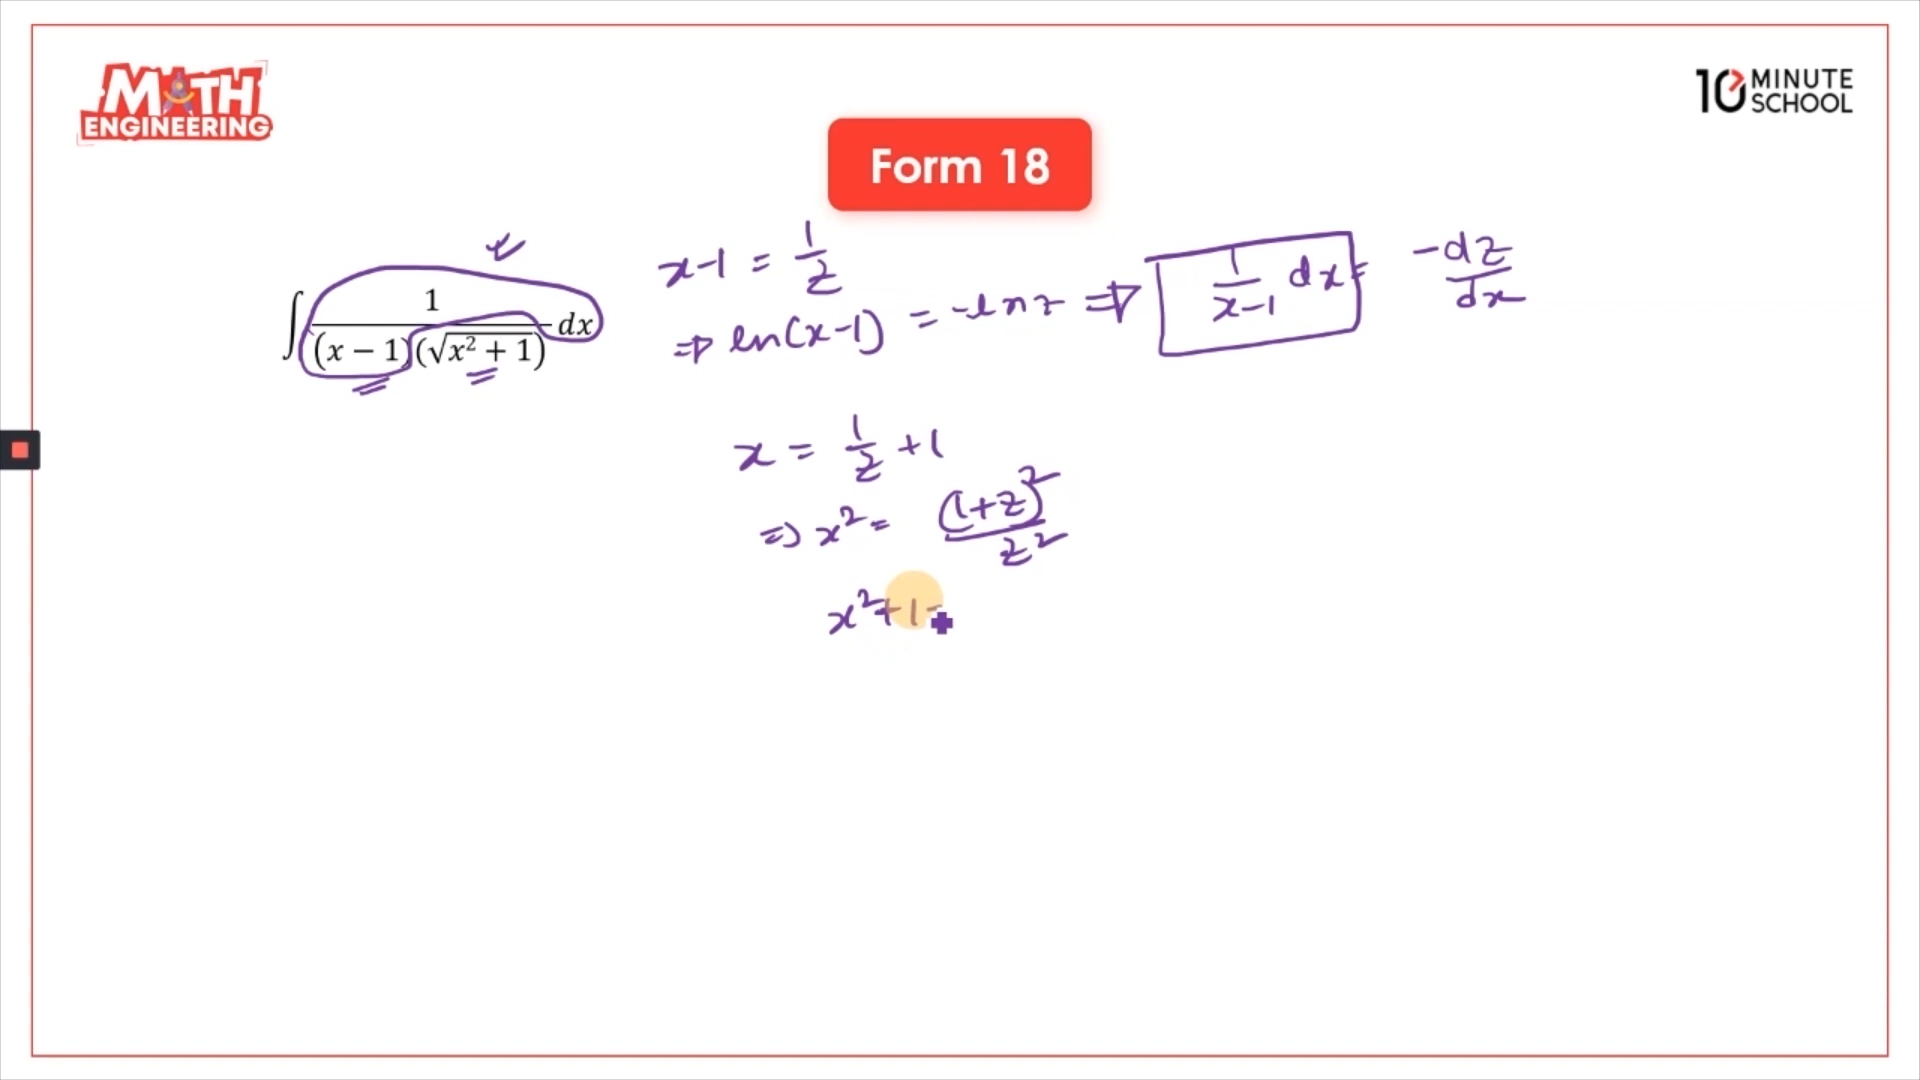 MATH
ENGINEERING
10 MINUTE
SCHOOL
Form 18
∫ 1/((x − 1)(√(x² + 1))) dx
x-1 = 1/z
⇒ ln(x-1) = -ln z ⇒ 1/(x-1) dx = -dz/dx
x = 1/z + 1
⇒ x² = (1+z)²/z²
x²+1-